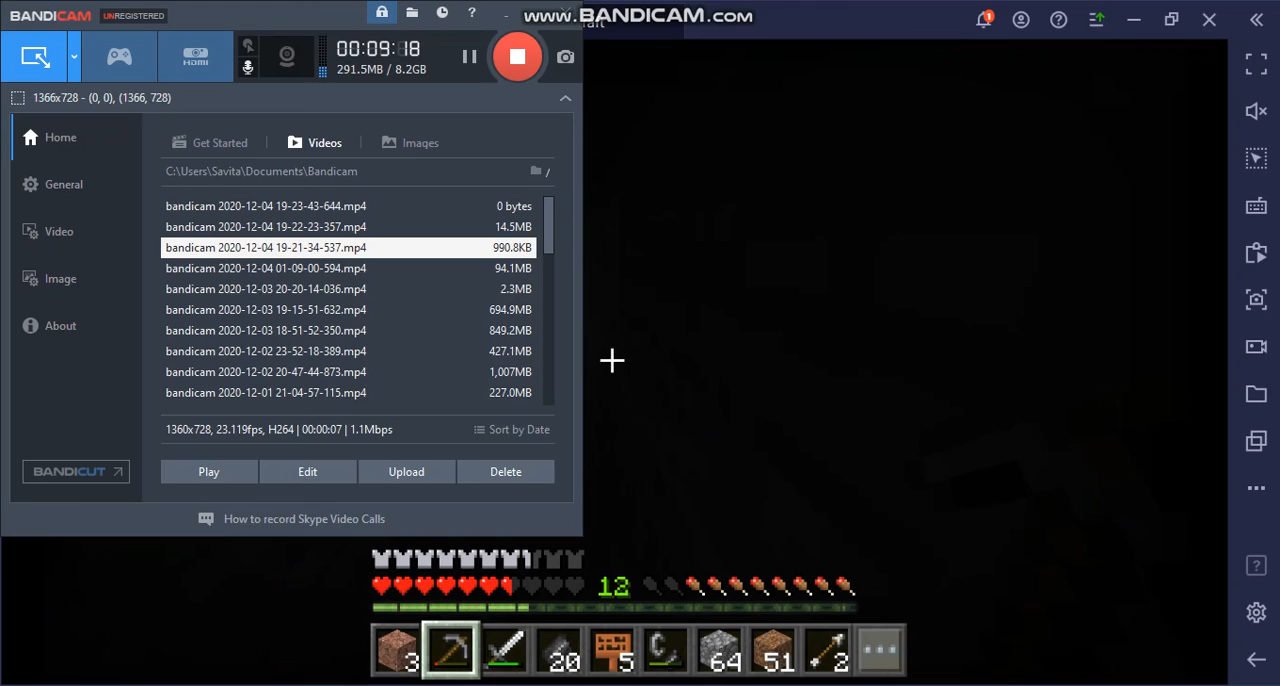 BANDICAM UNREGISTERED
www.BANDICAM.com
00:09:18
291.5MB / 8.2GB
HDMI
1366x728 - (0, 0), (1366, 728)
Home
General
Video
Image
About
BANDICUT
Get Started
Videos
Images
C:\Users\Savita\Documents\Bandicam
/
bandicam 2020-12-04 19-23-43-644.mp4 0 bytes
bandicam 2020-12-04 19-22-23-357.mp4 14.5MB
bandicam 2020-12-04 19-21-34-537.mp4 990.8KB
bandicam 2020-12-04 01-09-00-594.mp4 94.1MB
bandicam 2020-12-03 20-20-14-036.mp4 2.3MB
bandicam 2020-12-03 19-15-51-632.mp4 694.9MB
bandicam 2020-12-03 18-51-52-350.mp4 849.2MB
bandicam 2020-12-02 23-52-18-389.mp4 427.1MB
bandicam 2020-12-02 20-47-44-873.mp4 1,007MB
bandicam 2020-12-01 21-04-57-115.mp4 227.0MB
1360x728, 23.119fps, H264 | 00:00:07 | 1.1Mbps Sort by Date
Play Edit Upload Delete
How to record Skype Video Calls
1
12
3 20 5 64 51 2